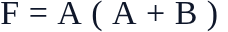 F = A ( A + B )